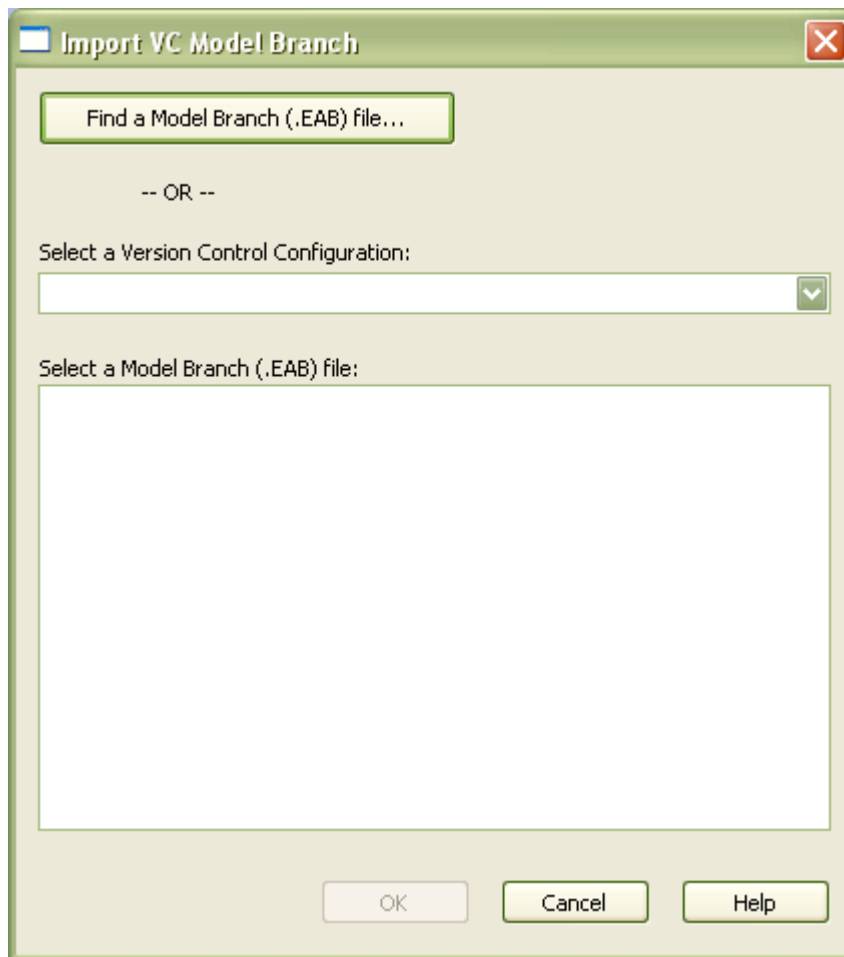 Import VC Model Branch
Find a Model Branch (.EAB) file...
-- OR --
Select a Version Control Configuration:
Select a Model Branch (.EAB) file:
OK Cancel Help